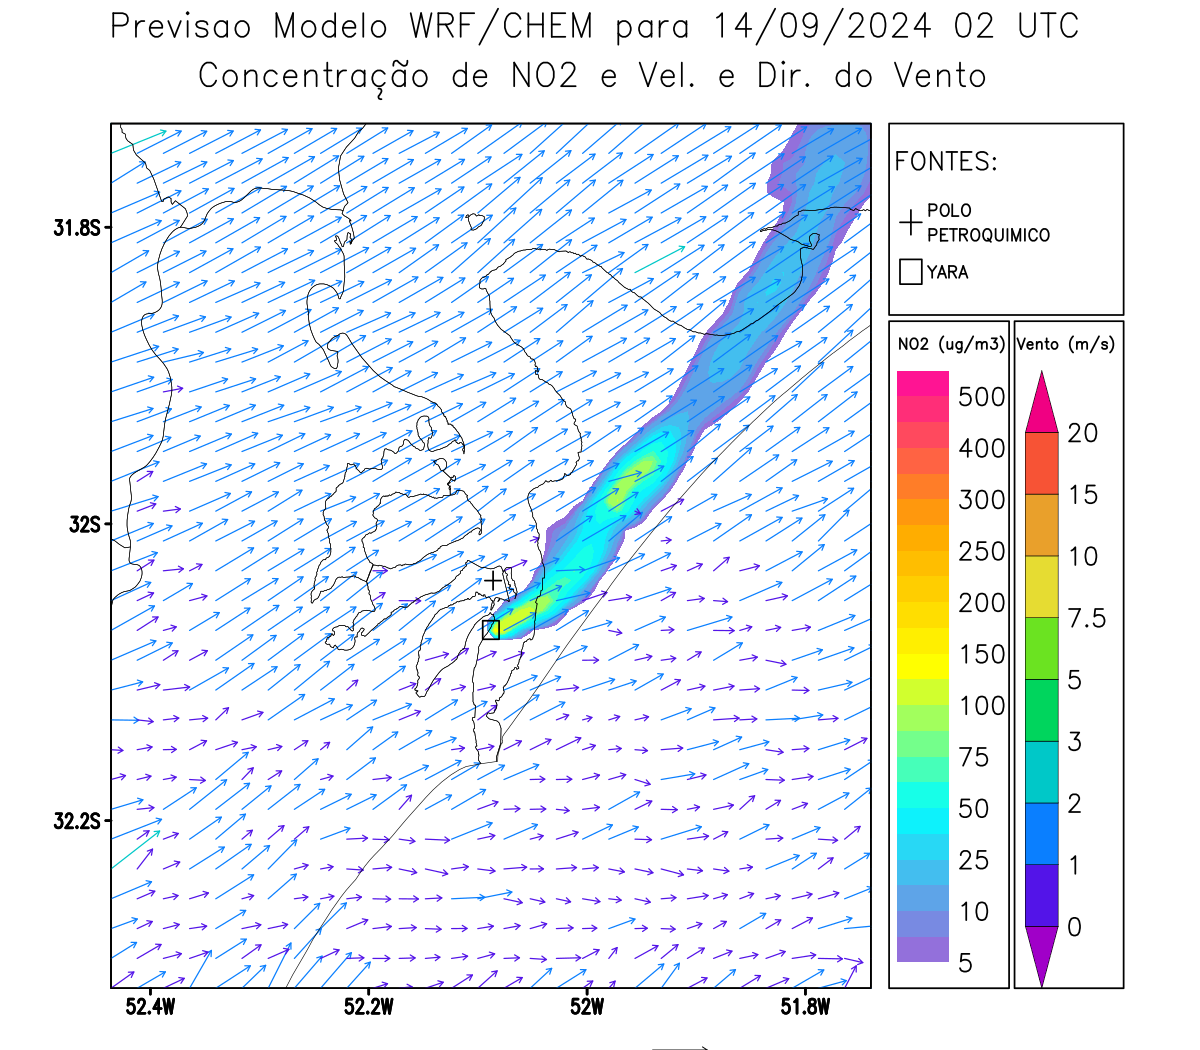 Previsao Modelo WRF/CHEM para 14/09/2024 02 UTC
Concentração de NO2 e Vel. e Dir. do Vento
FONTES:
POLO
PETROQUIMICO
YARA
NO2 (ug/m3)
500
400
300
250
200
150
100
75
50
25
10
5
Vento (m/s)
20
15
10
7.5
5
3
2
1
0
31.8S
32S
32.2S
52.4W
52.2W
52W
51.8W